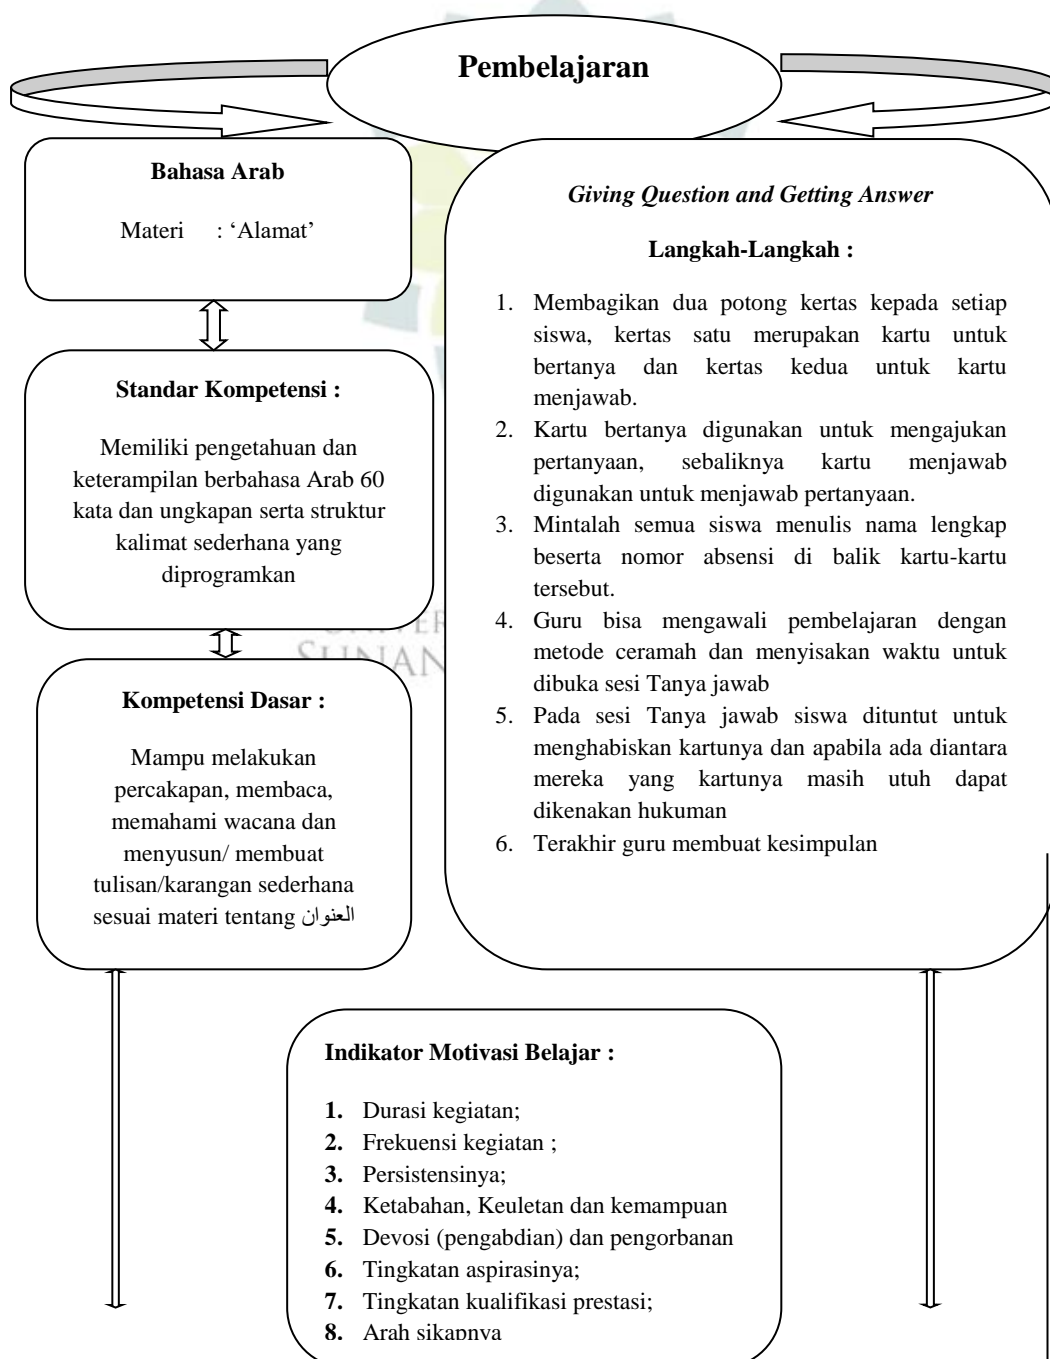 Pembelajaran
Bahasa Arab
Materi : ‘Alamat’
Standar Kompetensi :
Memiliki pengetahuan dan
keterampilan berbahasa Arab 60
kata dan ungkapan serta struktur
kalimat sederhana yang
diprogramkan
Kompetensi Dasar :
Mampu melakukan
percakapan, membaca,
memahami wacana dan
menyusun/ membuat
tulisan/karangan sederhana
sesuai materi tentang العنوان
Giving Question and Getting Answer
Langkah-Langkah :
1. Membagikan dua potong kertas kepada setiap
siswa, kertas satu merupakan kartu untuk
bertanya dan kertas kedua untuk kartu
menjawab.
2. Kartu bertanya digunakan untuk mengajukan
pertanyaan, sebaliknya kartu menjawab
digunakan untuk menjawab pertanyaan.
3. Mintalah semua siswa menulis nama lengkap
beserta nomor absensi di balik kartu-kartu
tersebut.
4. Guru bisa mengawali pembelajaran dengan
metode ceramah dan menyisakan waktu untuk
dibuka sesi Tanya jawab
5. Pada sesi Tanya jawab siswa dituntut untuk
menghabiskan kartunya dan apabila ada diantara
mereka yang kartunya masih utuh dapat
dikenakan hukuman
6. Terakhir guru membuat kesimpulan
SUNAN
Indikator Motivasi Belajar :
1. Durasi kegiatan;
2. Frekuensi kegiatan ;
3. Persistensinya;
4. Ketabahan, Keuletan dan kemampuan
5. Devosi (pengabdian) dan pengorbanan
6. Tingkatan aspirasinya;
7. Tingkatan kualifikasi prestasi;
8. Arah sikapnya